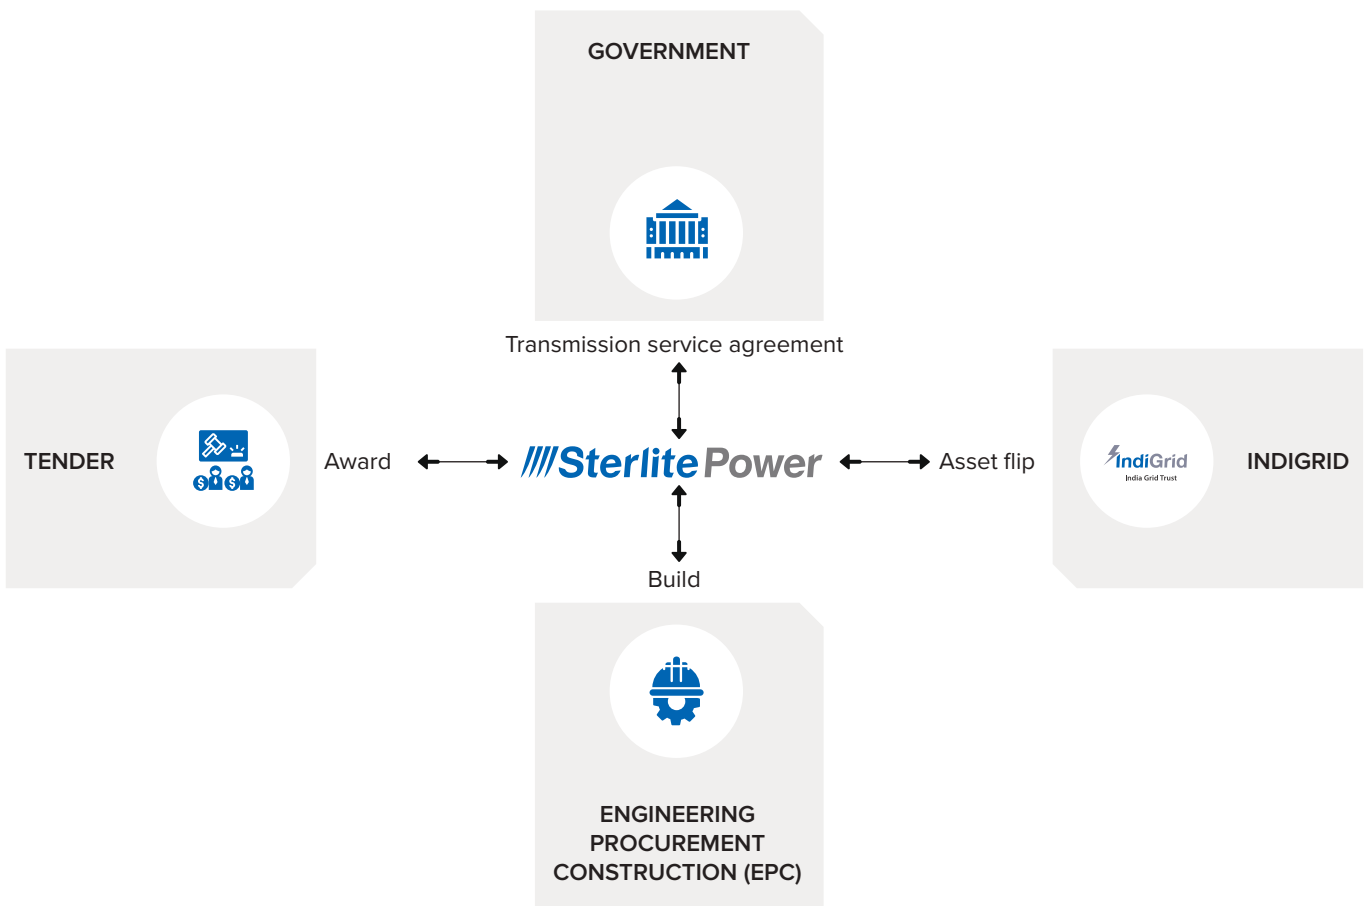 GOVERNMENT
Transmission service agreement
TENDER
Award
Sterlite Power
Asset flip
IndiGrid
India Grid Trust
INDIGRID
Build
ENGINEERING
PROCUREMENT
CONSTRUCTION (EPC)